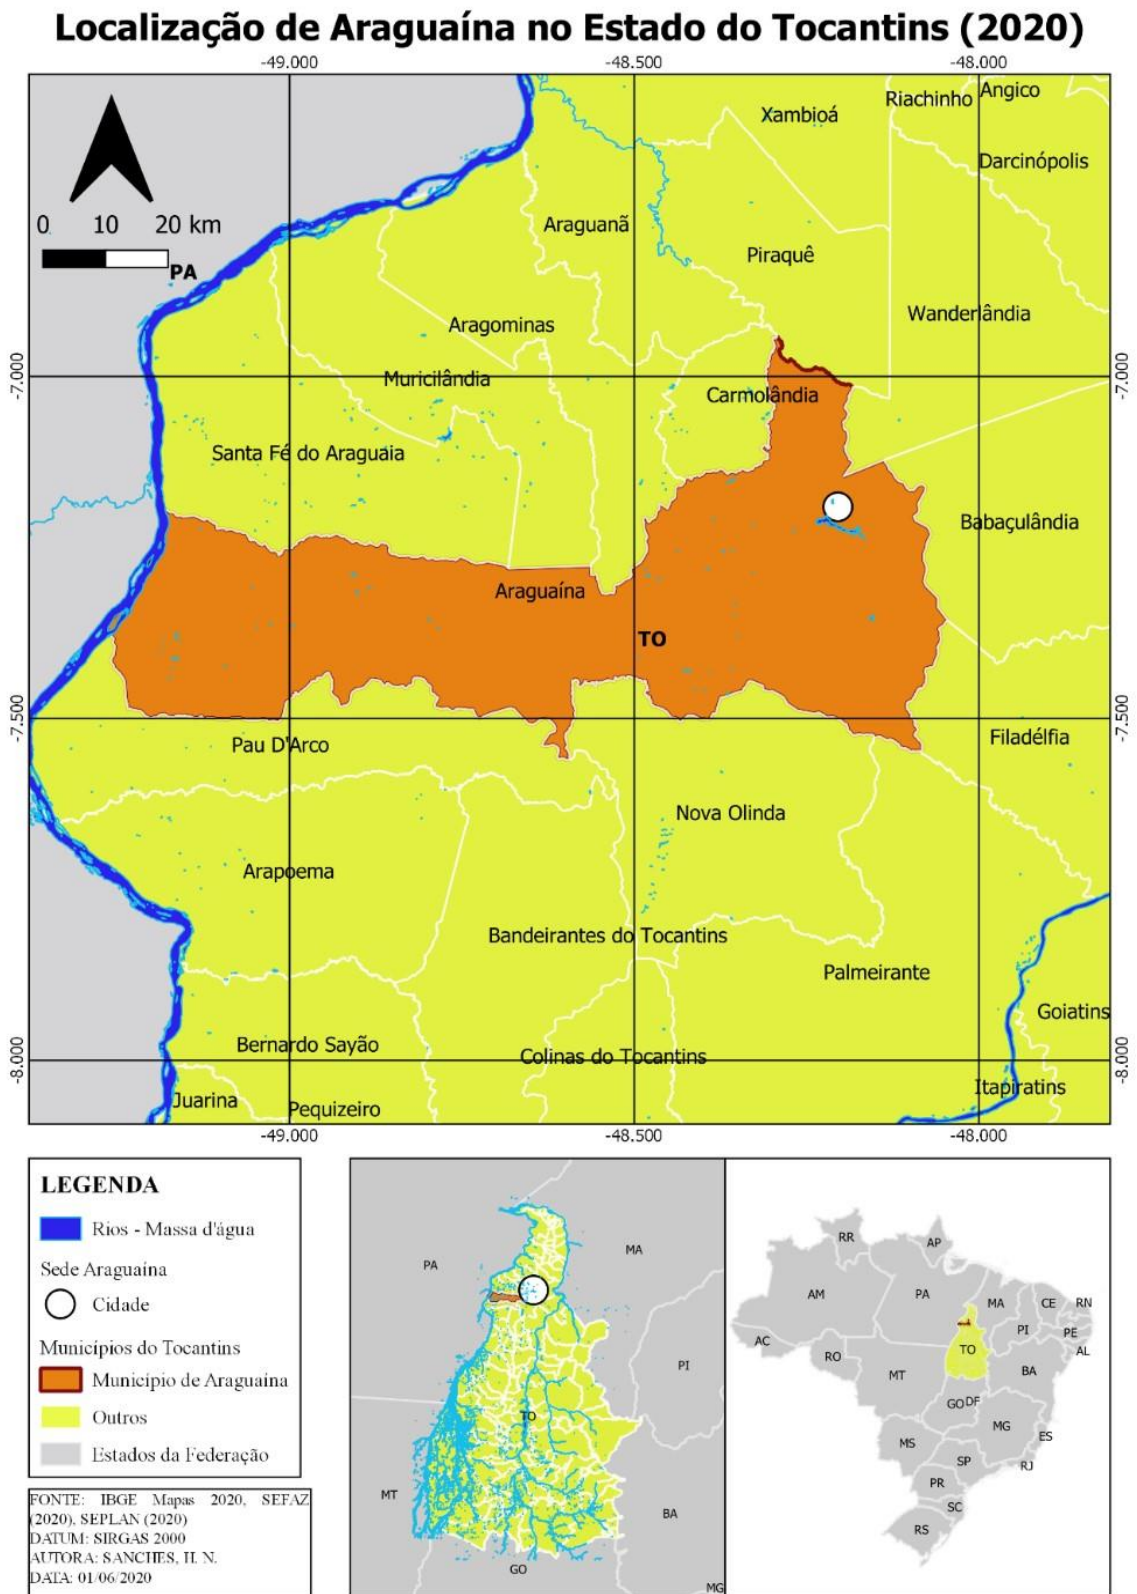 Localização de Araguaína no Estado do Tocantins (2020)
-49.000 -48.500 -48.000
Riachinho Angico
Xambioá
Darcinópolis
0 10 20 km
PA
Araguanã
Piraquê
Wanderlândia
Aragominas
-7.000 Muricilândia -7.000
Carmolândia
Santa Fé do Araguaia
Babaçulândia
Araguaína
TO
-7.500 -7.500
Pau D'Arco Filadélfia
Nova Olinda
Arapoema
Bandeirantes do Tocantins
Palmeirante
Goiatins
Bernardo Sayão
Colinas do Tocantins
-8.000 -8.000
Itapiratins
Juarina
Pequizeiro
-49.000 -48.500 -48.000
LEGENDA
Rios - Massa d'água
Sede Araguaína
Cidade
Municípios do Tocantins
Município de Araguaína
Outros
Estados da Federação
FONTE: IBGE Mapas 2020, SEFAZ
(2020), SEPLAN (2020)
DATUM: SIRGAS 2000
AUTORA: SANCHES, H. N.
DATA: 01/06/2020
PA MA
PI
TO
MT
BA
GO
MG
RR AP
AM PA MA CE RN
AC RO PI PE
AL
TO
MT BA
GO DF
MG
MS ES
SP RJ
PR
SC
RS